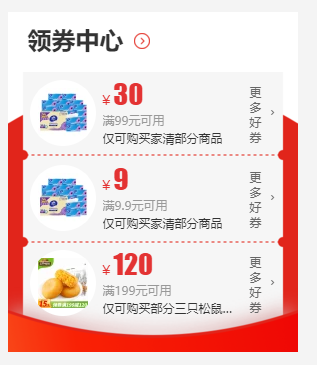 领券中心
¥30
满99元可用
仅可购买家清部分商品
更多好券
¥9
满9.9元可用
仅可购买家清部分商品
更多好券
¥120
满199元可用
仅可购买部分三只松鼠...
更多好券